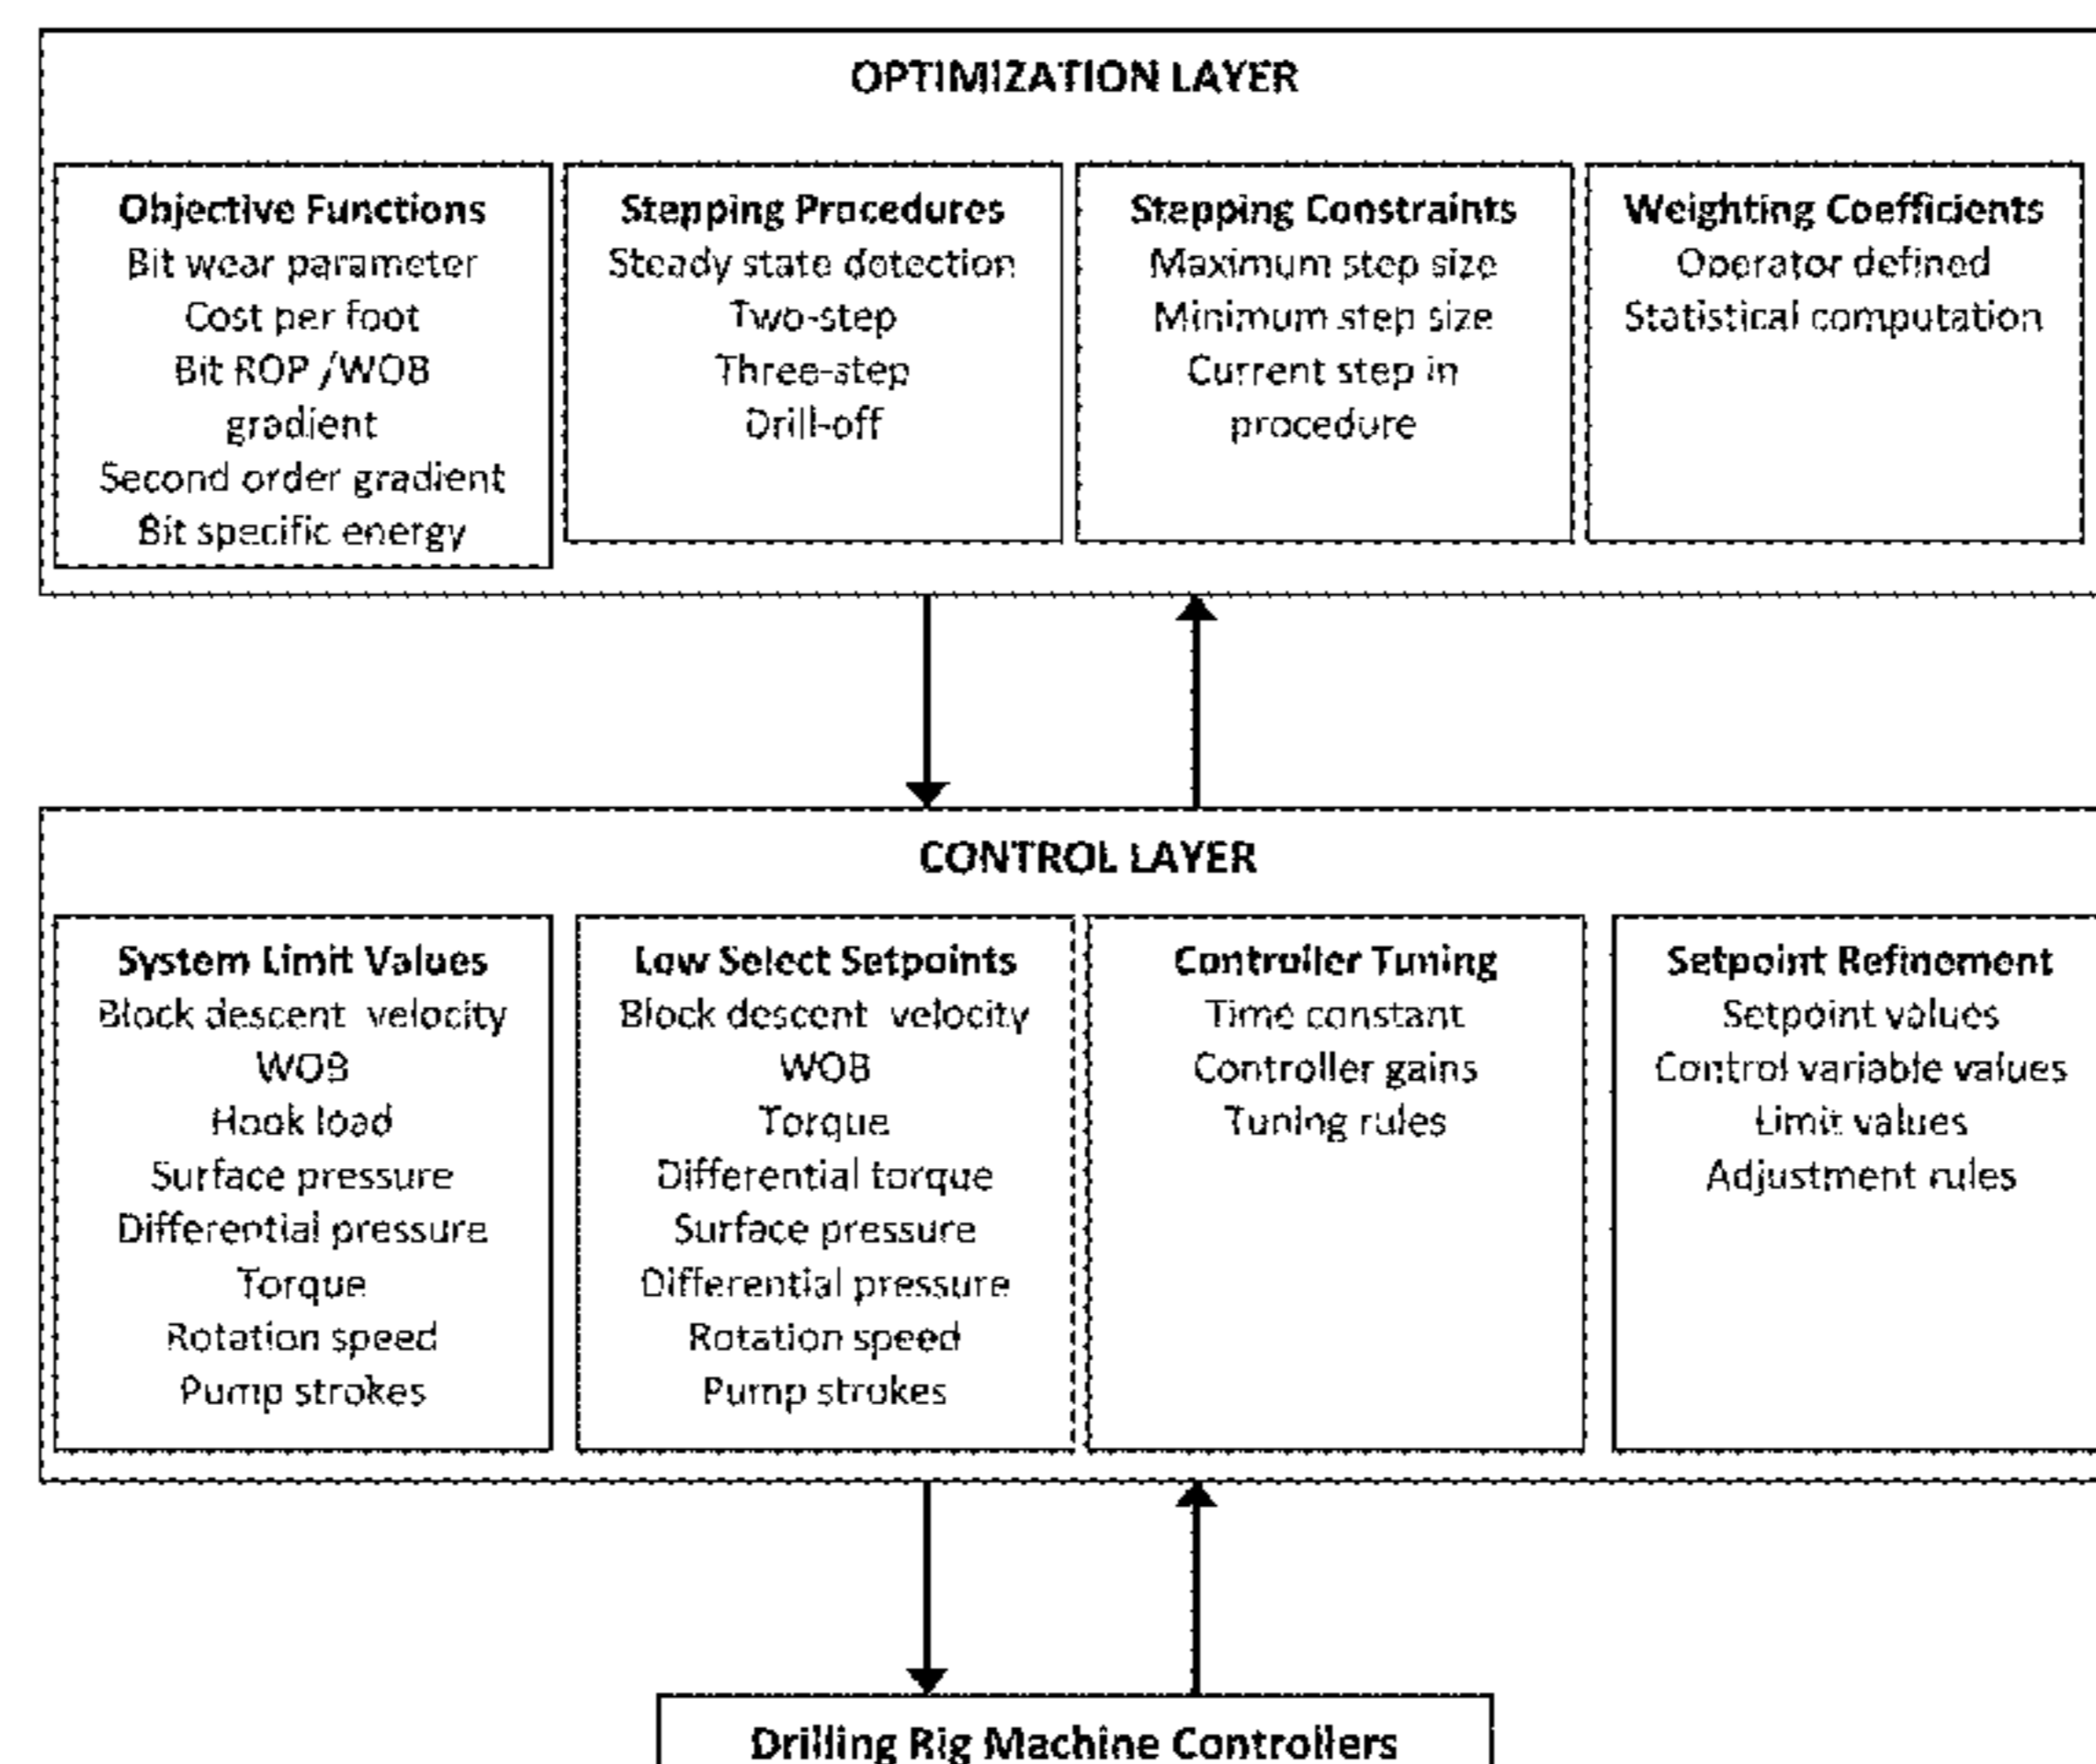 OPTIMIZATION LAYER
Objective Functions
Bit wear parameter
Cost per foot
Bit ROP /WOB
gradient
Second order gradient
Bit specific energy
Stepping Procedures
Steady state detection
Two-step
Three-step
Drill-off
Stepping Constraints
Maximum step size
Minimum step size
Current step in
procedure
Weighting Coefficients
Operator defined
Statistical computation
CONTROL LAYER
System Limit Values
Block descent velocity
WOB
Hook load
Surface pressure
Differential pressure
Torque
Rotation speed
Pump strokes
Low Select Setpoints
Block descent velocity
WOB
Torque
Differential torque
Surface pressure
Differential pressure
Rotation speed
Pump strokes
Controller Tuning
Time constant
Controller gains
Tuning rules
Setpoint Refinement
Setpoint values
Control variable values
Limit values
Adjustment rules
Drilling Rig Machine Controllers